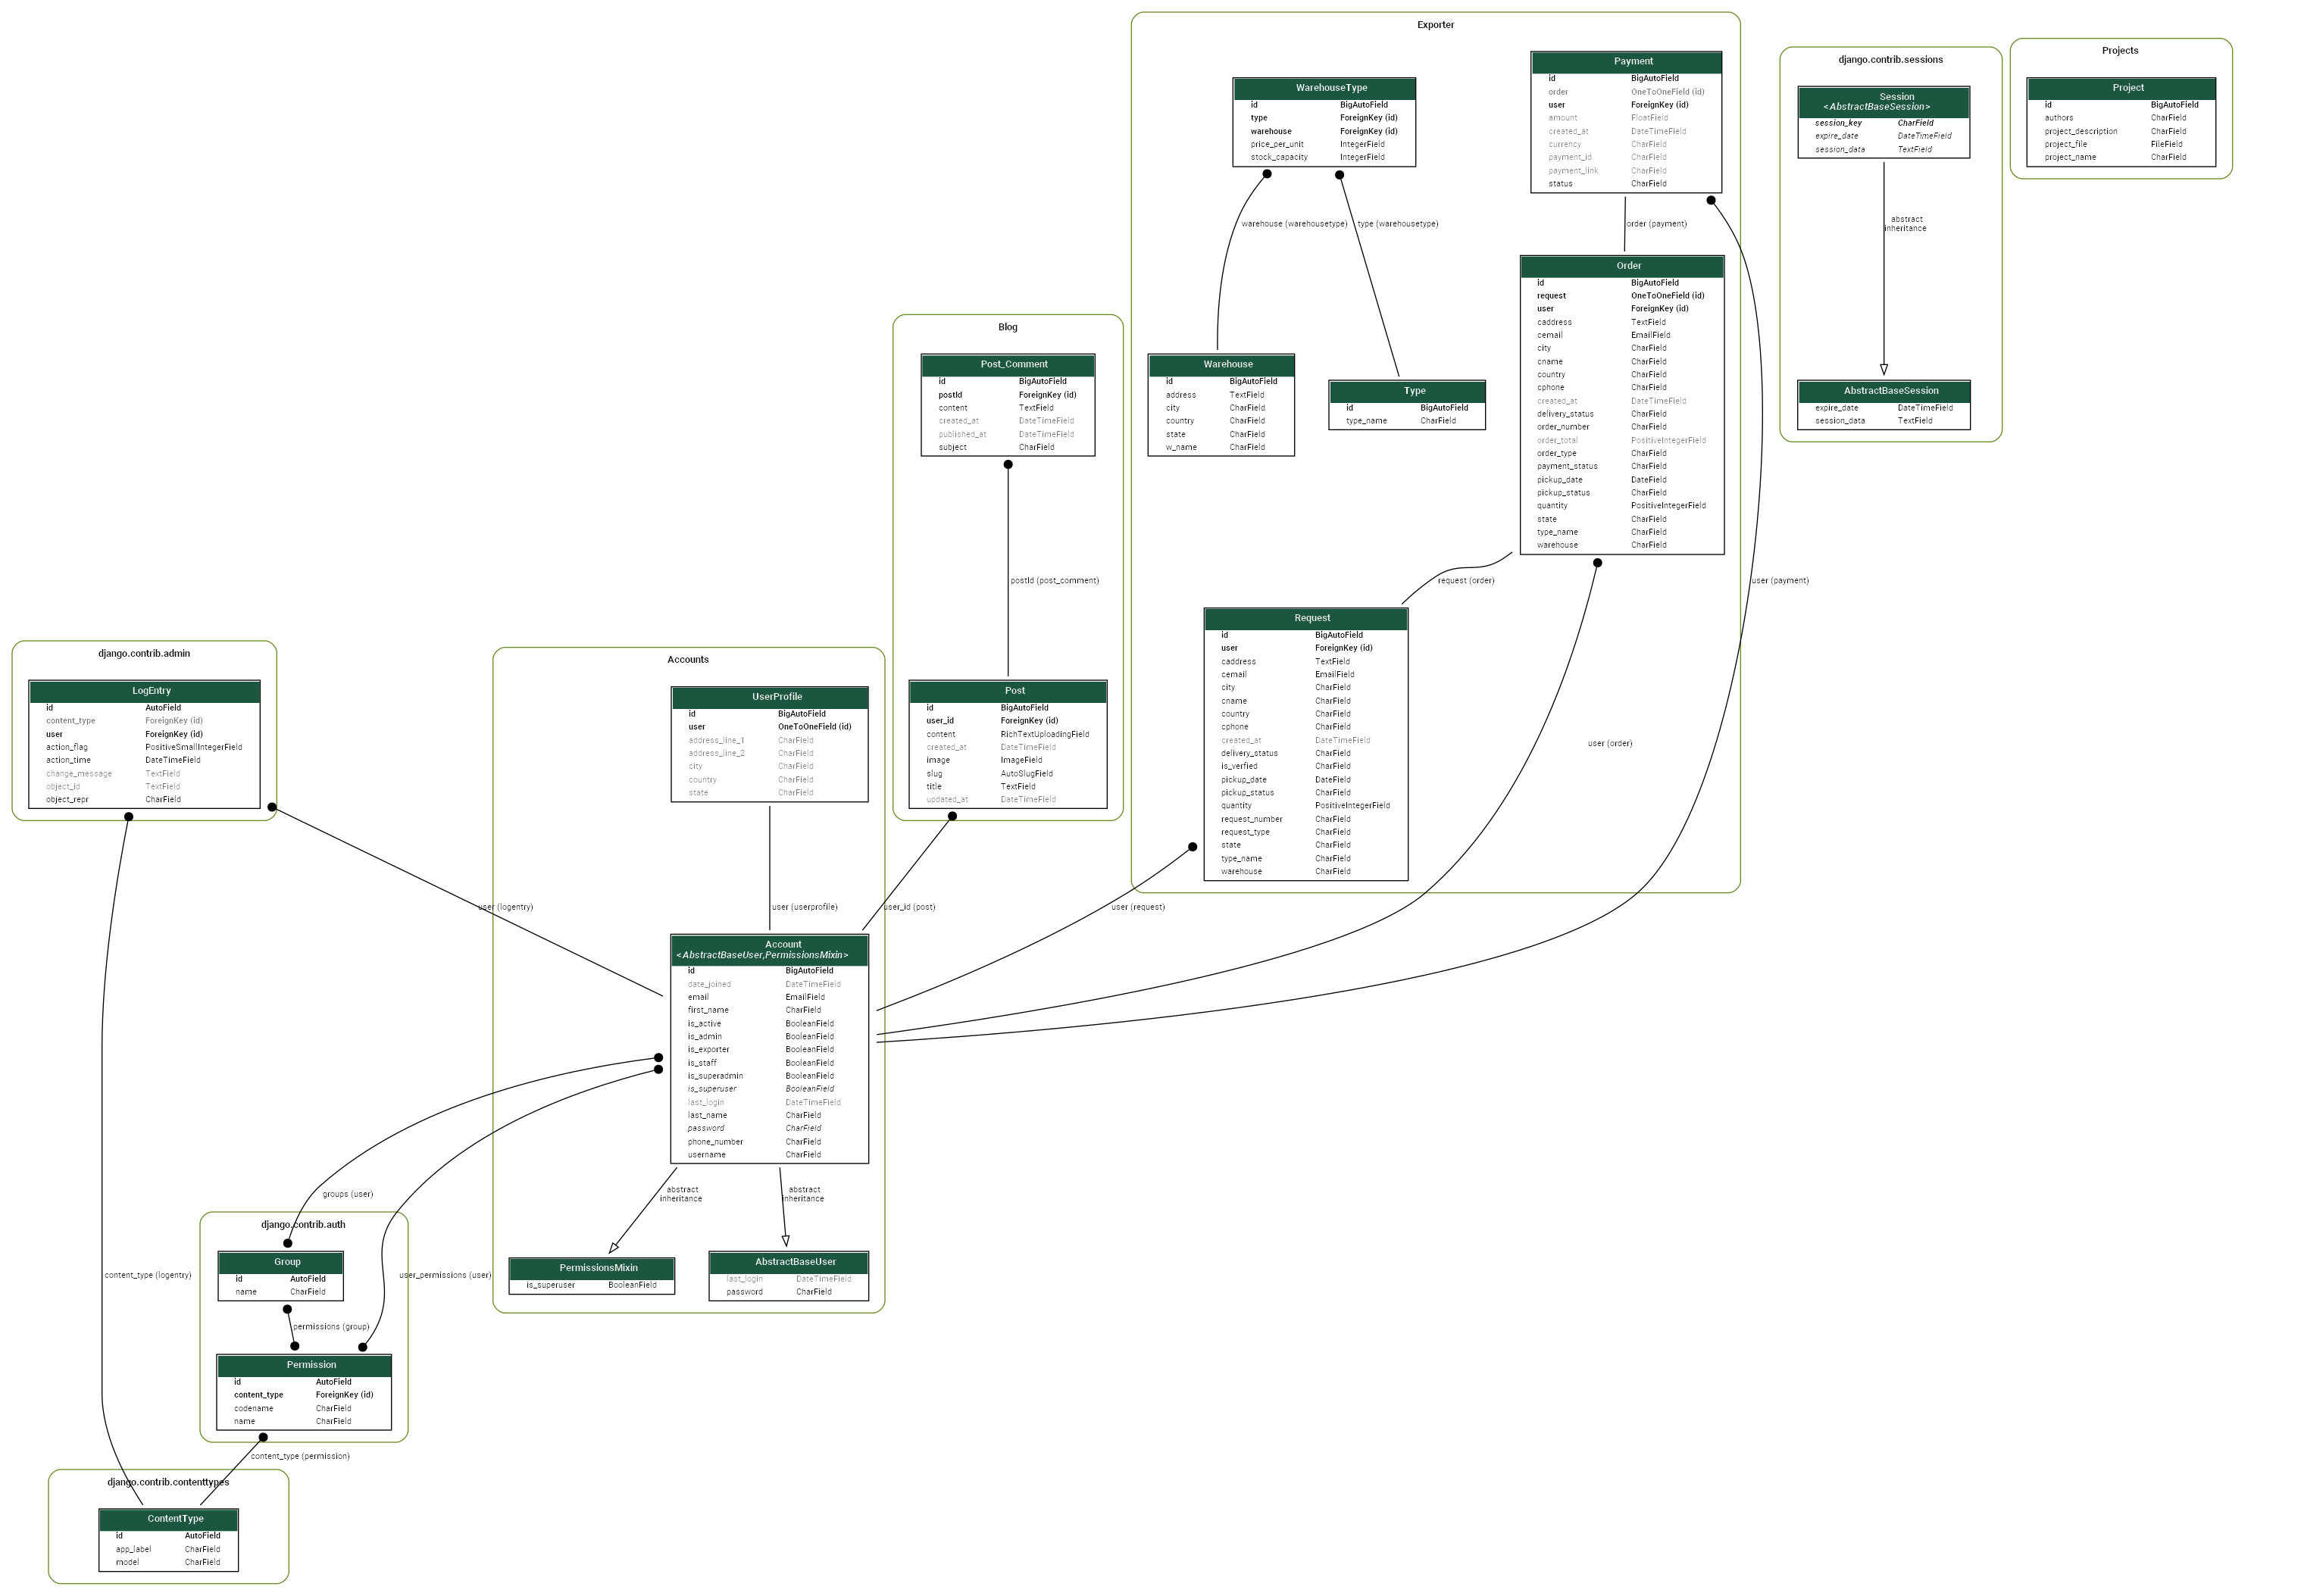 Exporter
WarehouseType
id BigAutoField
type ForeignKey (id)
warehouse ForeignKey (id)
price_per_unit IntegerField
stock_capacity IntegerField
Payment
id BigAutoField
order OneToOneField (id)
user ForeignKey (id)
amount FloatField
created_at DateTimeField
currency CharField
payment_id CharField
payment_link CharField
status CharField
warehouse (warehousetype)
type (warehousetype)
order (payment)
Warehouse
id BigAutoField
address TextField
city CharField
country CharField
state CharField
w_name CharField
Type
id BigAutoField
type_name CharField
Order
id BigAutoField
request OneToOneField (id)
user ForeignKey (id)
caddress TextField
cemail EmailField
city CharField
cname CharField
country CharField
cphone CharField
created_at DateTimeField
delivery_status CharField
order_number CharField
order_total PositiveIntegerField
order_type CharField
payment_status CharField
pickup_date DateField
pickup_status CharField
quantity PositiveIntegerField
state CharField
type_name CharField
warehouse CharField
request (order)
user (payment)
Request
id BigAutoField
user ForeignKey (id)
caddress TextField
cemail EmailField
city CharField
cname CharField
country CharField
cphone CharField
created_at DateTimeField
delivery_status CharField
is_verfied CharField
pickup_date DateField
pickup_status CharField
quantity PositiveIntegerField
request_number CharField
request_type CharField
state CharField
type_name CharField
warehouse CharField
user (order)
django.contrib.sessions
Session
<AbstractBaseSession>
session_key CharField
expire_date DateTimeField
session_data TextField
abstract
inheritance
AbstractBaseSession
expire_date DateTimeField
session_data TextField
Projects
Project
id BigAutoField
authors CharField
project_description CharField
project_file FileField
project_name CharField
Blog
Post_Comment
id BigAutoField
postId ForeignKey (id)
content TextField
created_at DateTimeField
published_at DateTimeField
subject CharField
postId (post_comment)
Post
id BigAutoField
user_id ForeignKey (id)
content RichTextUploadingField
created_at DateTimeField
image ImageField
slug AutoSlugField
title TextField
updated_at DateTimeField
django.contrib.admin
LogEntry
id AutoField
content_type ForeignKey (id)
user ForeignKey (id)
action_flag PositiveSmallIntegerField
action_time DateTimeField
change_message TextField
object_id TextField
object_repr CharField
Accounts
UserProfile
id BigAutoField
user OneToOneField (id)
address_line_1 CharField
address_line_2 CharField
city CharField
country CharField
state CharField
user (logentry)
user (userprofile)
user_id (post)
user (request)
Account
<AbstractBaseUser,PermissionsMixin>
id BigAutoField
date_joined DateTimeField
email EmailField
first_name CharField
is_active BooleanField
is_admin BooleanField
is_exporter BooleanField
is_staff BooleanField
is_superadmin BooleanField
is_superuser BooleanField
last_login DateTimeField
last_name CharField
password CharField
phone_number CharField
username CharField
abstract
inheritance
abstract
inheritance
PermissionsMixin
is_superuser BooleanField
AbstractBaseUser
last_login DateTimeField
password CharField
groups (user)
django.contrib.auth
Group
id AutoField
name CharField
content_type (logentry)
user_permissions (user)
permissions (group)
Permission
id AutoField
content_type ForeignKey (id)
codename CharField
name CharField
content_type (permission)
django.contrib.contenttypes
ContentType
id AutoField
app_label CharField
model CharField